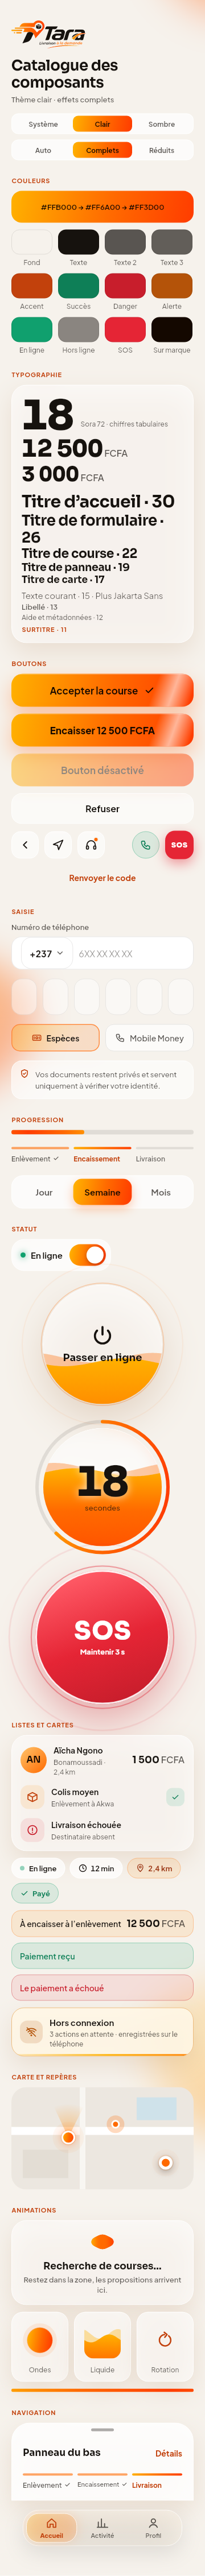 Tara
Catalogue des
composants
Thème clair · effets complets
Système Clair Sombre
Auto Complets Réduits
COULEURS
#FFB000 → #FF6A00 → #FF3D00
Fond Texte Texte 2 Texte 3
Accent Succès Danger Alerte
En ligne Hors ligne SOS Sur marque
TYPOGRAPHIE
18 Sora 72 · chiffres tabulaires
12 500 FCFA
3 000 FCFA
Titre d’accueil · 30
Titre de formulaire ·
26
Titre de course · 22
Titre de panneau · 19
Titre de carte · 17
Texte courant · 15 · Plus Jakarta Sans
Libellé · 13
Aide et métadonnées · 12
SURTITRE · 11
BOUTONS
Accepter la course
Encaisser 12 500 FCFA
Bouton désactivé
Refuser
SOS
Renvoyer le code
SAISIE
Numéro de téléphone
+237 6XX XX XX XX
Espèces Mobile Money
Vos documents restent privés et servent
uniquement à vérifier votre identité.
PROGRESSION
Enlèvement Encaissement Livraison
Jour Semaine Mois
STATUT
En ligne
Passer en ligne
18
secondes
SOS
Maintenir 3 s
LISTES ET CARTES
AN Aïcha Ngono
Bonamoussadi ·
2,4 km
1 500 FCFA
Colis moyen
Enlèvement à Akwa
Livraison échouée
Destinataire absent
En ligne 12 min 2,4 km
Payé
À encaisser à l’enlèvement 12 500 FCFA
Paiement reçu
Le paiement a échoué
Hors connexion
3 actions en attente · enregistrées sur le
téléphone
CARTE ET REPÈRES
ANIMATIONS
Recherche de courses…
Restez dans la zone, les propositions arrivent
ici.
Ondes Liquide Rotation
NAVIGATION
Panneau du bas Détails
Enlèvement Encaissement Livraison
Accueil Activité Profil